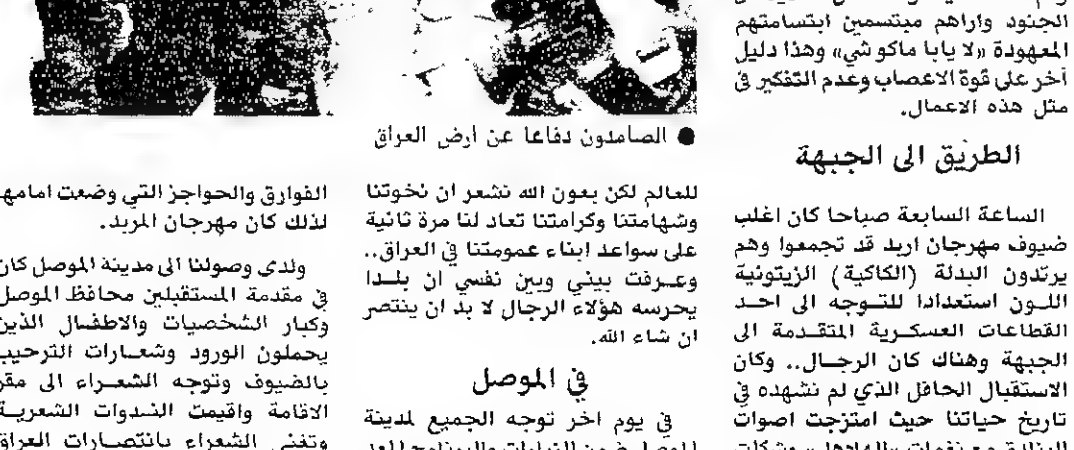 الجنود واراهم مبتسمين ابتسامتهم
المعهودة «لا يابا ماكو شي» وهذا دليل
آخر على قوة الاعصاب وعدم التفكير في
مثل هذه الاعمال.
الطريق الى الجبهة
الساعة السابعة صباحا كان اغلب
ضيوف مهرجان اربد قد تجمعوا وهم
يرتدون البدلة (الكاكية) الزيتونية
اللون استعدادا للتوجه الى احد
القطاعات العسكرية المتقدمة الى
الجبهة وهناك كان الرجال.. وكان
الاستقبال الحافل الذي لم نشهده في
تاريخ حياتنا حيث امتزجت اصوات
● الصامدون دفاعا عن ارض العراق
للعالم لكن بعون الله نشعر ان نخوتنا
وشهامتنا وكرامتنا تعاد لنا مرة ثانية
على سواعد ابناء عمومتنا في العراق..
وعرفت بيني وبين نفسي ان بلدا
يحرسه هؤلاء الرجال لا بد ان ينتصر
ان شاء الله.
في الموصل
في يوم اخر توجه الجميع لمدينة
الفوارق والحواجز التي وضعت امامها
لذلك كان مهرجان المربد.
ولدى وصولنا الى مدينة الموصل كان
في مقدمة المستقبلين محافظ الموصل
وكبار الشخصيات والاطفال الذين
يحملون الورود وشعارات الترحيب
بالضيوف وتوجه الشعراء الى مقر
الاقامة واقيمت الندوات الشعرية
وتغنى الشعراء بانتصارات العراق